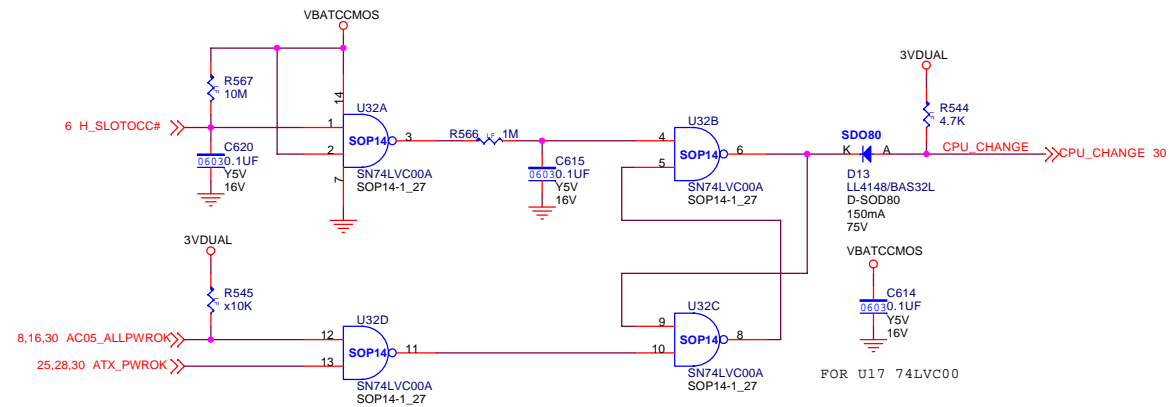 VBATCCMOS
R567
10M
6 H_SLOTOCC#
C620
0603 0.1UF
Y5V
16V
14
U32A
1
2
SOP14
3
7
SN74LVC00A
SOP14-1_27
R566 LF 1M
C615
0603 0.1UF
Y5V
16V
U32B
4
5
SOP14
6
SN74LVC00A
SOP14-1_27
3VDUAL
R544
4.7K
SDO80
K A
D13
LL4148/BAS32L
D-SOD80
150mA
75V
CPU_CHANGE
CPU_CHANGE 30
3VDUAL
R545
x10K
8,16,30 AC05_ALLPWROK
25,28,30 ATX_PWROK
U32D
12
13
SOP14
11
SN74LVC00A
SOP14-1_27
U32C
9
10
SOP14
8
SN74LVC00A
SOP14-1_27
VBATCCMOS
C614
0603 0.1UF
Y5V
16V
FOR U17 74LVC00